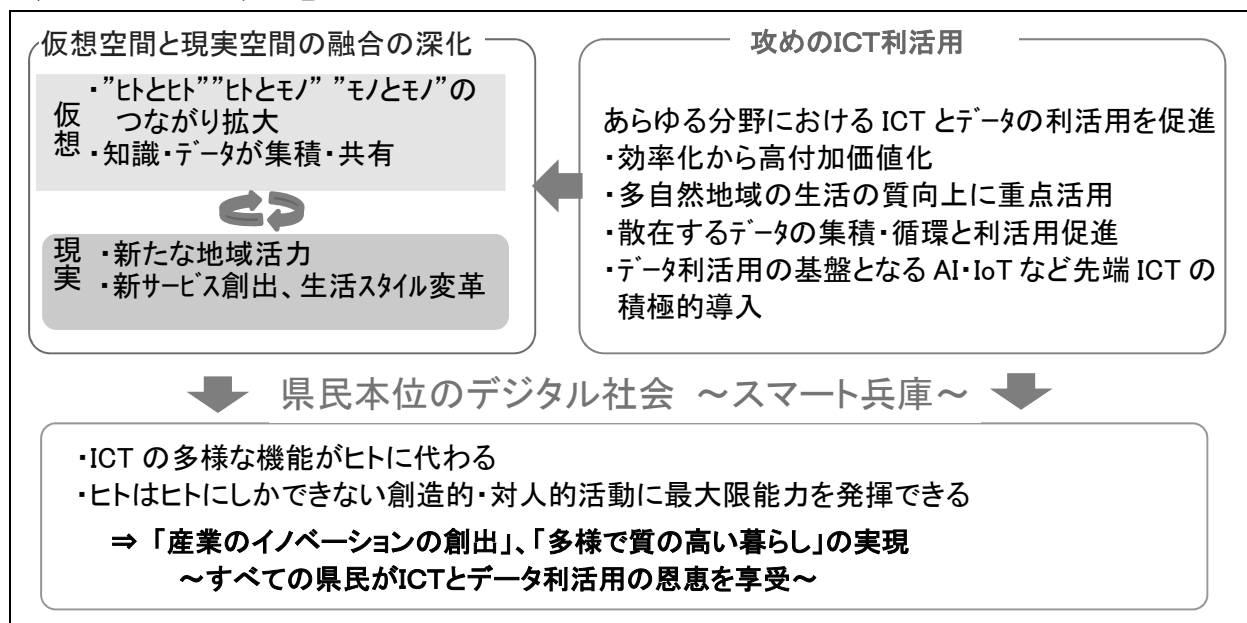 仮想空間と現実空間の融合の深化
仮想
・”ﾋﾄとﾋﾄ””ﾋﾄとﾓﾉ” ”ﾓﾉとﾓﾉ”の
つながり拡大
・知識・ﾃﾞｰﾀが集積・共有
現実
・新たな地域活力
・新ｻｰﾋﾞｽ創出、生活ｽﾀｲﾙ変革
攻めのICT利活用
あらゆる分野における ICT とﾃﾞｰﾀの利活用を促進
・効率化から高付加価値化
・多自然地域の生活の質向上に重点活用
・散在するﾃﾞｰﾀの集積・循環と利活用促進
・ﾃﾞｰﾀ利活用の基盤となる AI・IoT など先端 ICT の
積極的導入
県民本位のデジタル社会 ～スマート兵庫～
・ICT の多様な機能がヒトに代わる
・ヒトはヒトにしかできない創造的・対人的活動に最大限能力を発揮できる
⇒ 「産業のイノベーションの創出」、「多様で質の高い暮らし」の実現
～すべての県民がICTとデータ利活用の恩恵を享受～